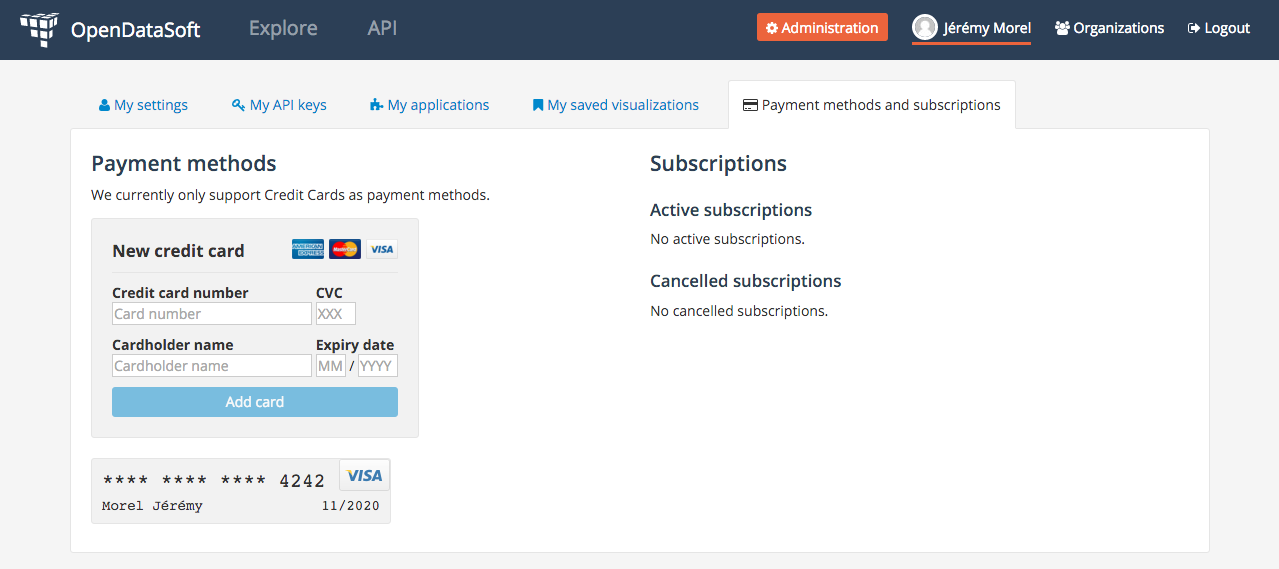 OpenDataSoft Explore API Administration Jérémy Morel Organizations Logout
My settings My API keys My applications My saved visualizations Payment methods and subscriptions
Payment methods
We currently only support Credit Cards as payment methods.
New credit card AMERICAN EXPRESS MasterCard VISA
Credit card number CVC
Card number XXX
Cardholder name Expiry date
Cardholder name MM / YYYY
Add card
**** **** **** 4242 VISA
Morel Jérémy 11/2020
Subscriptions
Active subscriptions
No active subscriptions.
Cancelled subscriptions
No cancelled subscriptions.